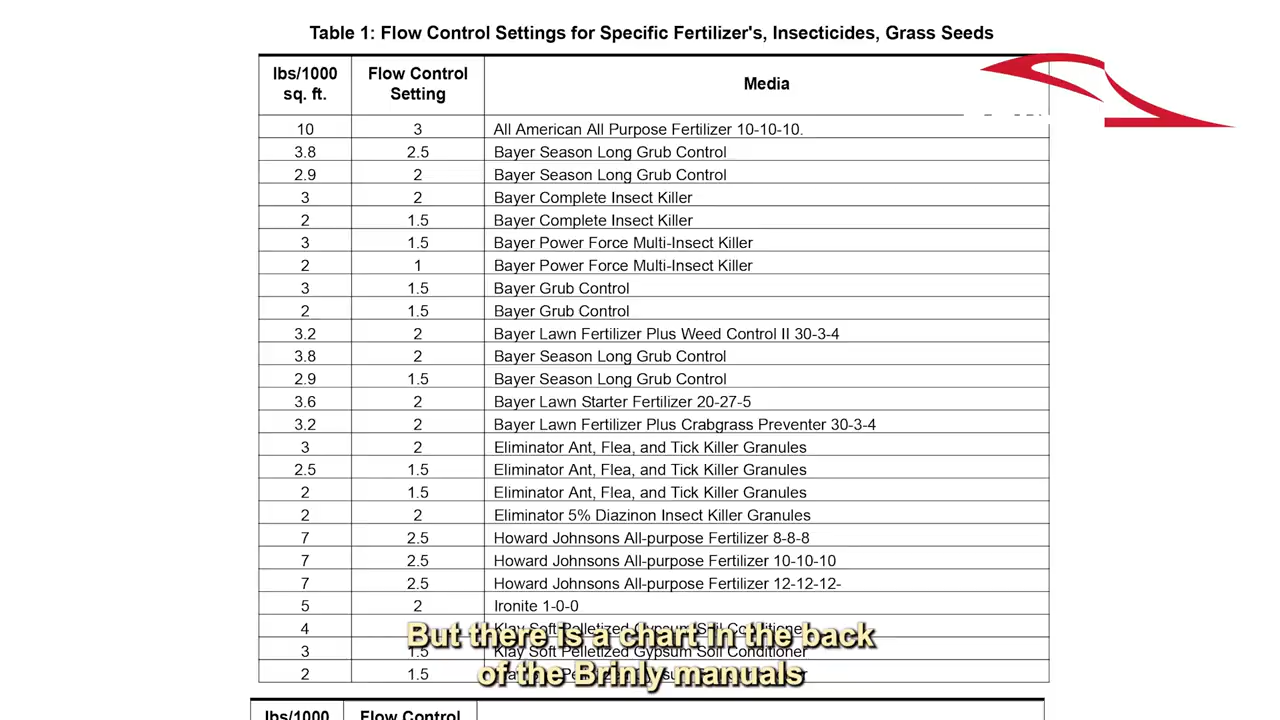 Table 1: Flow Control Settings for Specific Fertilizer's, Insecticides, Grass Seeds
lbs/1000 sq. ft. Flow Control Setting Media
10 3 All American All Purpose Fertilizer 10-10-10.
3.8 2.5 Bayer Season Long Grub Control
2.9 2 Bayer Season Long Grub Control
3 2 Bayer Complete Insect Killer
2 1.5 Bayer Complete Insect Killer
3 1.5 Bayer Power Force Multi-Insect Killer
2 1 Bayer Power Force Multi-Insect Killer
3 1.5 Bayer Grub Control
2 1.5 Bayer Grub Control
3.2 2 Bayer Lawn Fertilizer Plus Weed Control II 30-3-4
3.8 2 Bayer Season Long Grub Control
2.9 1.5 Bayer Season Long Grub Control
3.6 2 Bayer Lawn Starter Fertilizer 20-27-5
3.2 2 Bayer Lawn Fertilizer Plus Crabgrass Preventer 30-3-4
3 2 Eliminator Ant, Flea, and Tick Killer Granules
2.5 1.5 Eliminator Ant, Flea, and Tick Killer Granules
2 1.5 Eliminator Ant, Flea, and Tick Killer Granules
2 2 Eliminator 5% Diazinon Insect Killer Granules
7 2.5 Howard Johnsons All-purpose Fertilizer 8-8-8
7 2.5 Howard Johnsons All-purpose Fertilizer 10-10-10
7 2.5 Howard Johnsons All-purpose Fertilizer 12-12-12-
5 2 Ironite 1-0-0
4 Klay Soft Pelletized Gypsum Soil Conditioner
3 1.5 Klay Soft Pelletized Gypsum Soil Conditioner
2 1.5
But there is a chart in the back
of the Brinly manuals
lbs/1000 Flow Control